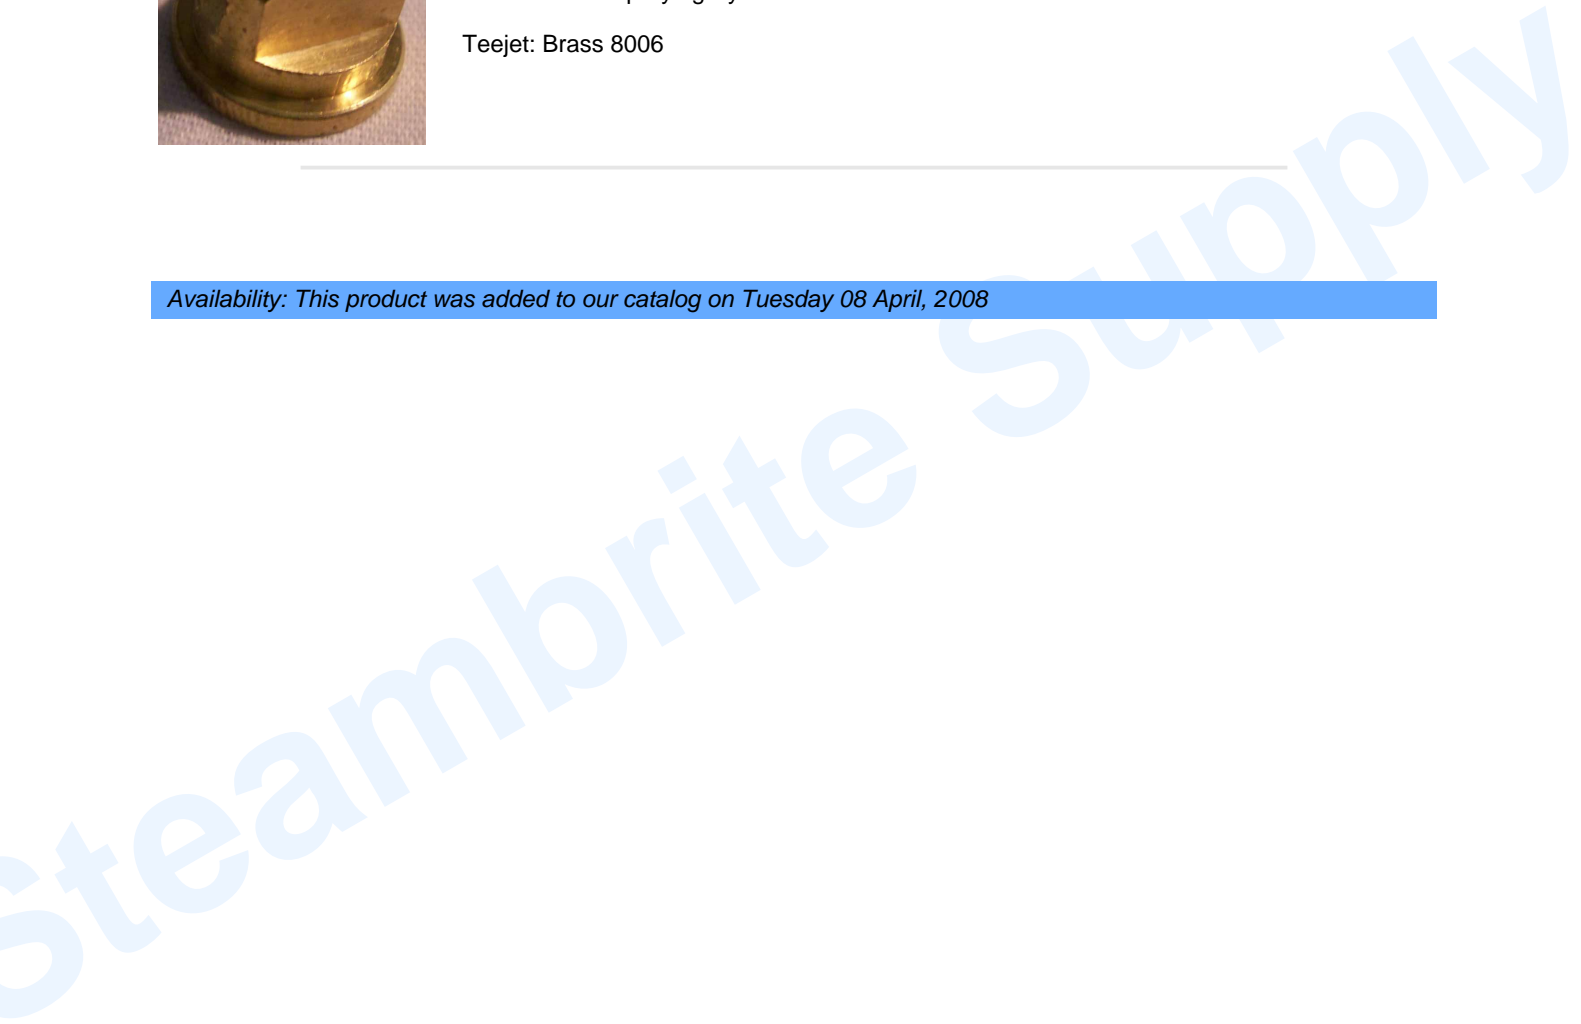 Teejet: Brass 8006
Availability: This product was added to our catalog on Tuesday 08 April, 2008
Steambrite Supply